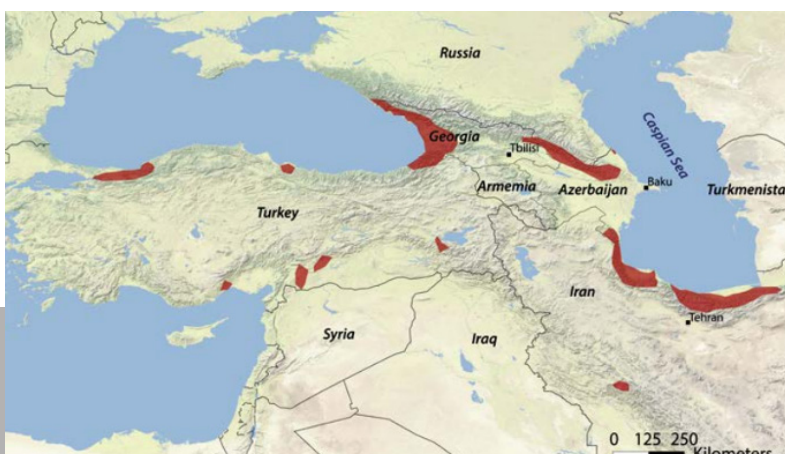 Russia
Caspian Sea
Georgia
Tbilisi
Armemia
Azerbaijan
Baku
Turkmenista
Turkey
Iran
Tehran
Syria
Iraq
0 125 250
Kilometers